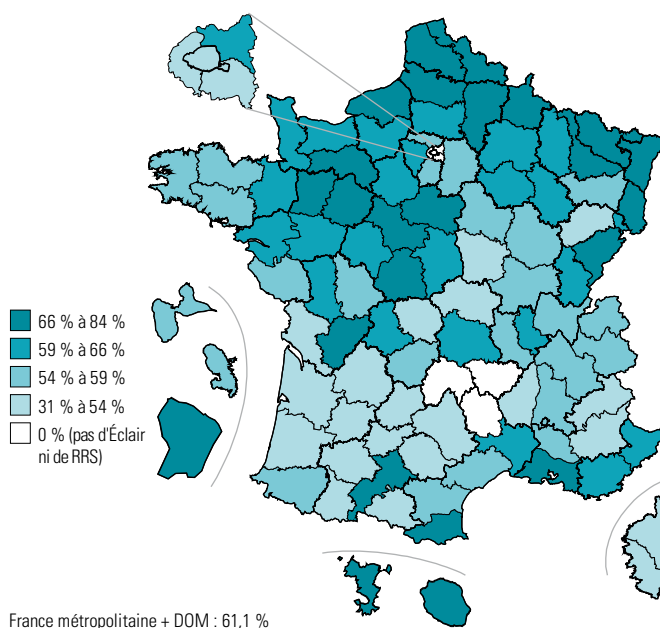 66 % à 84 %
59 % à 66 %
54 % à 59 %
31 % à 54 %
0 % (pas d'Éclair
ni de RRS)
France métropolitaine + DOM : 61,1 %